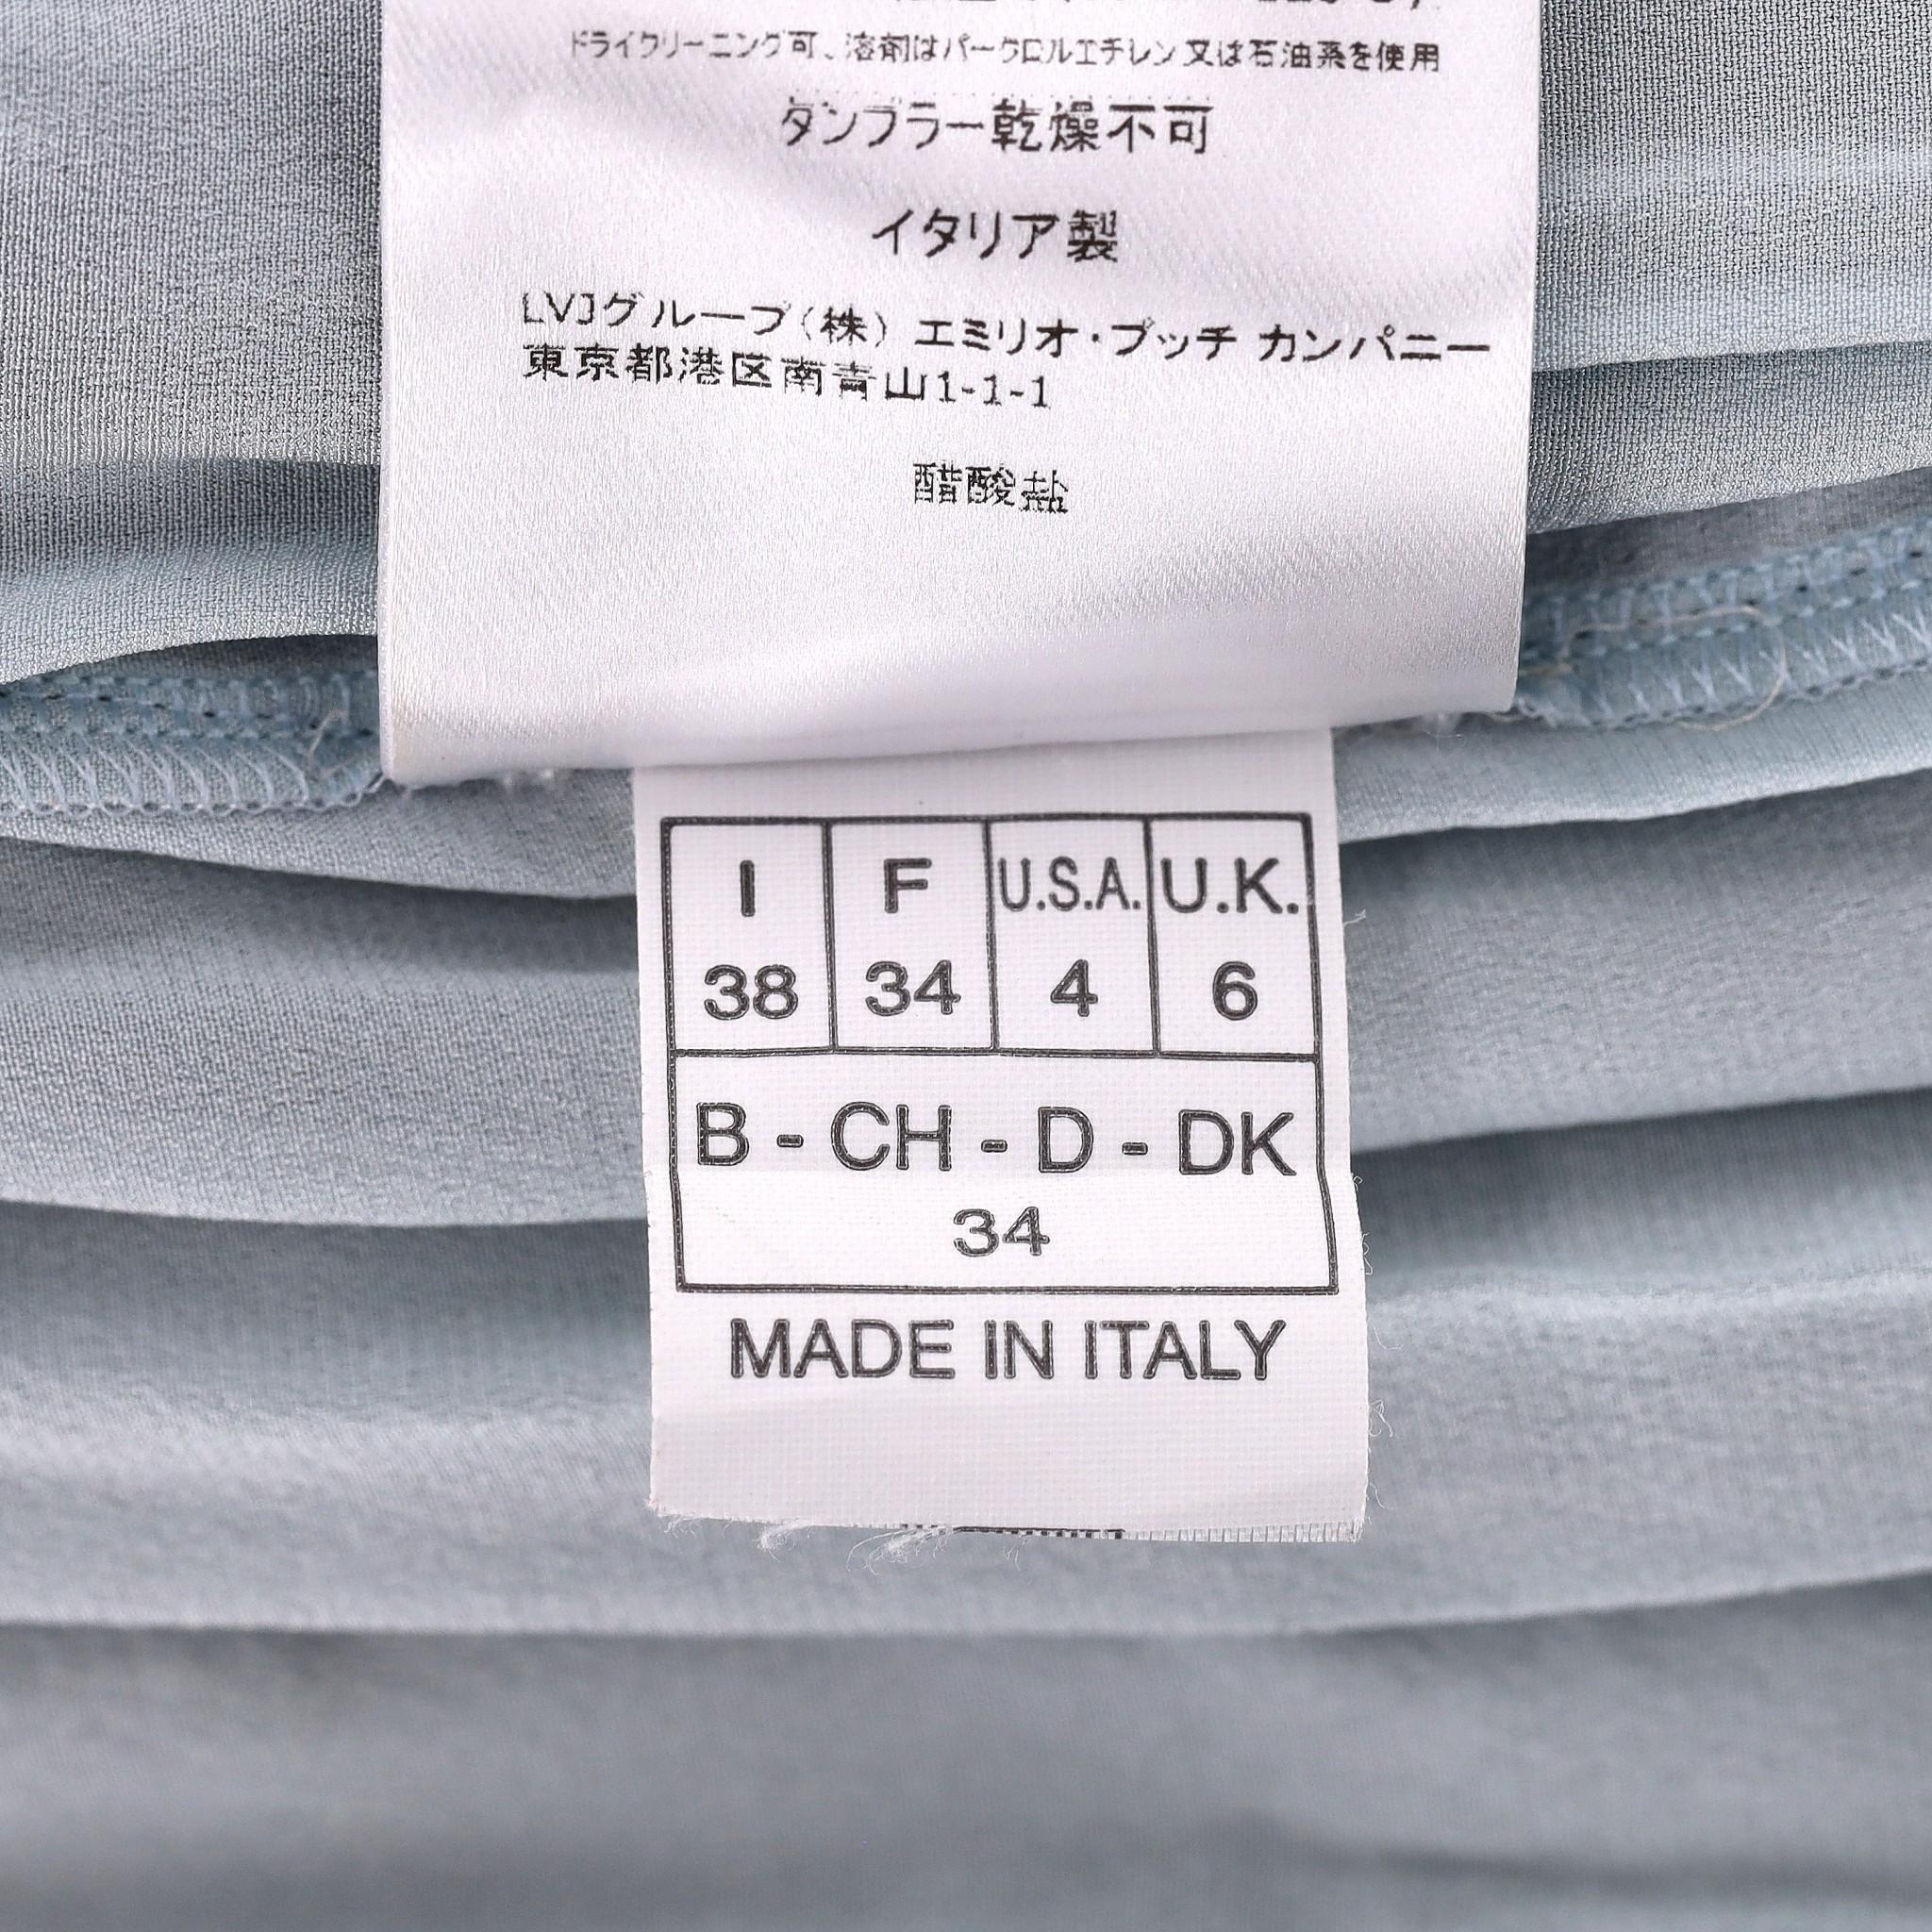 ドライクリーニング可、溶剤はパークロルエチレン又は石油系を使用
タンブラー乾燥不可
イタリア製
LVJグループ(株) エミリオ・プッチ カンパニー
東京都港区南青山1-1-1
醋酸盐
I F U.S.A. U.K.
38 34 4 6
B - CH - D - DK
34
MADE IN ITALY